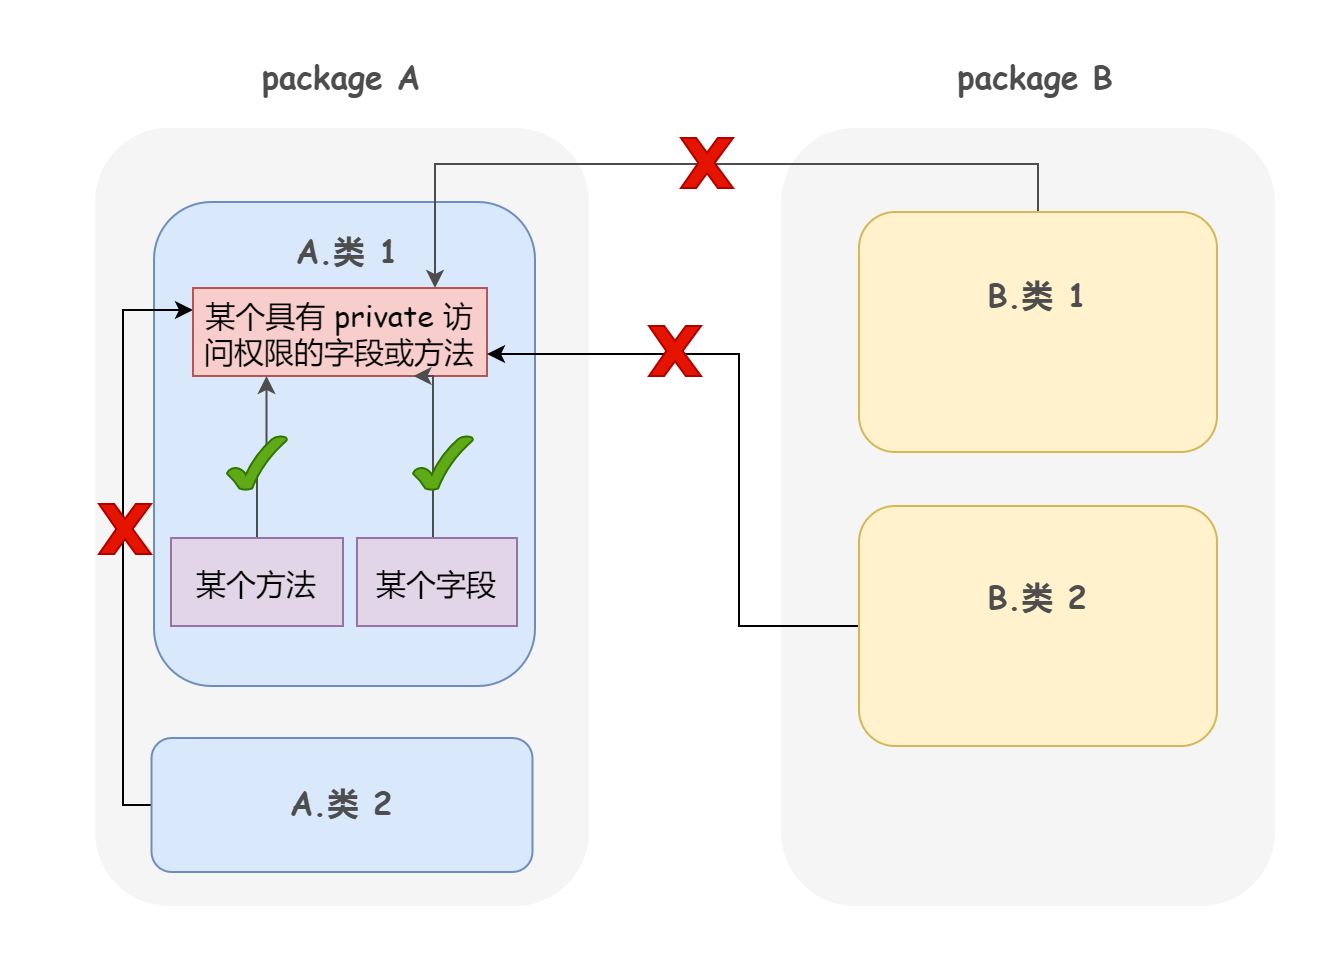 package A
package B
A.类 1
某个具有 private 访
问权限的字段或方法
某个方法
某个字段
A.类 2
B.类 1
B.类 2